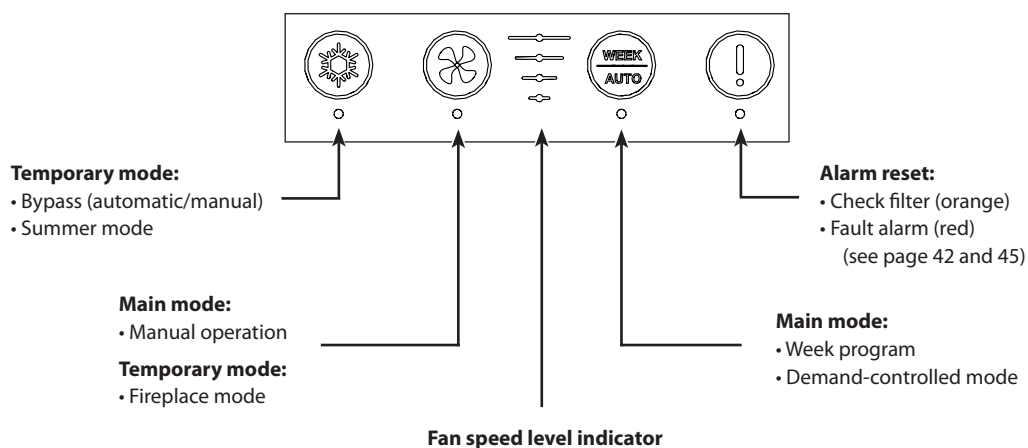 WEEK
AUTO
Temporary mode:
• Bypass (automatic/manual)
• Summer mode
Alarm reset:
• Check filter (orange)
• Fault alarm (red)
(see page 42 and 45)
Main mode:
• Manual operation
Temporary mode:
• Fireplace mode
Main mode:
• Week program
• Demand-controlled mode
Fan speed level indicator